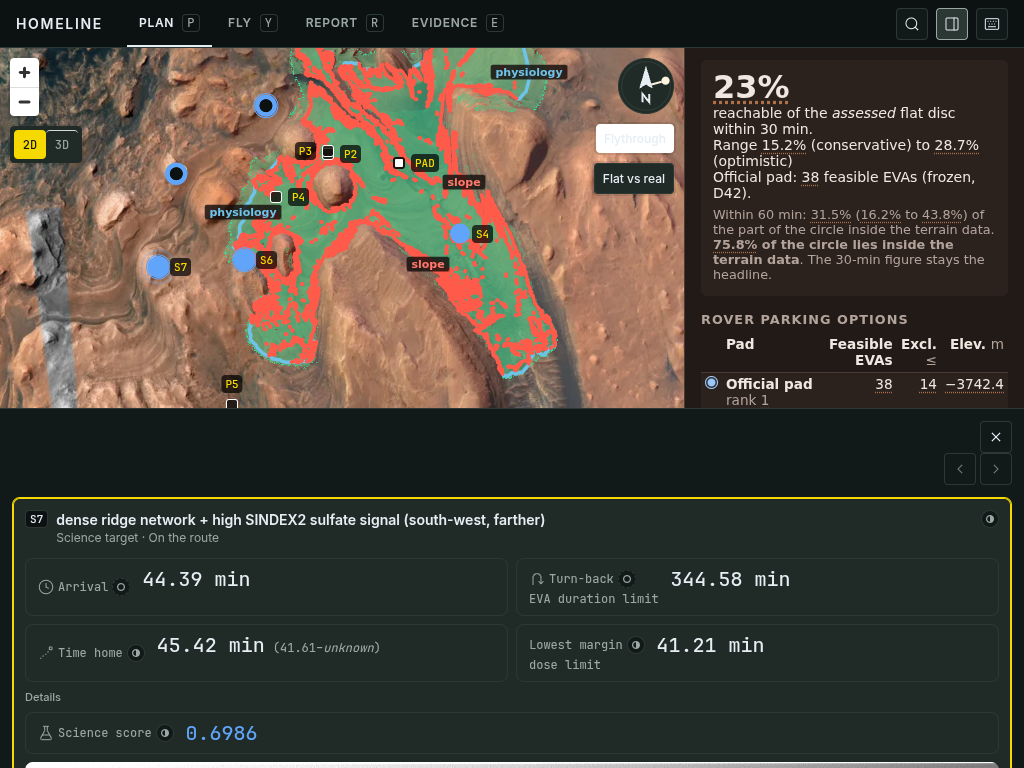 HOMELINE
PLAN P
FLY Y
REPORT R
EVIDENCE E
+
−
2D 3D
physiology
P3
P2
PAD
slope
P4
physiology
S4
S6
S7
slope
P5
N
Flythrough
Flat vs real
23%
reachable of the assessed flat disc
within 30 min.
Range 15.2% (conservative) to 28.7%
(optimistic)
Official pad: 38 feasible EVAs (frozen,
D42).
Within 60 min: 31.5% (16.2% to 43.8%) of
the part of the circle inside the terrain data.
75.8% of the circle lies inside the
terrain data. The 30-min figure stays the
headline.
ROVER PARKING OPTIONS
Pad Feasible EVAs Excl. ≤ Elev. m
Official pad 38 14 −3742.4
rank 1
S7 dense ridge network + high SINDEX2 sulfate signal (south-west, farther)
Science target · On the route
Arrival 44.39 min
Turn-back 344.58 min
EVA duration limit
Time home 45.42 min (41.61–unknown)
Lowest margin 41.21 min
dose limit
Details
Science score 0.6986